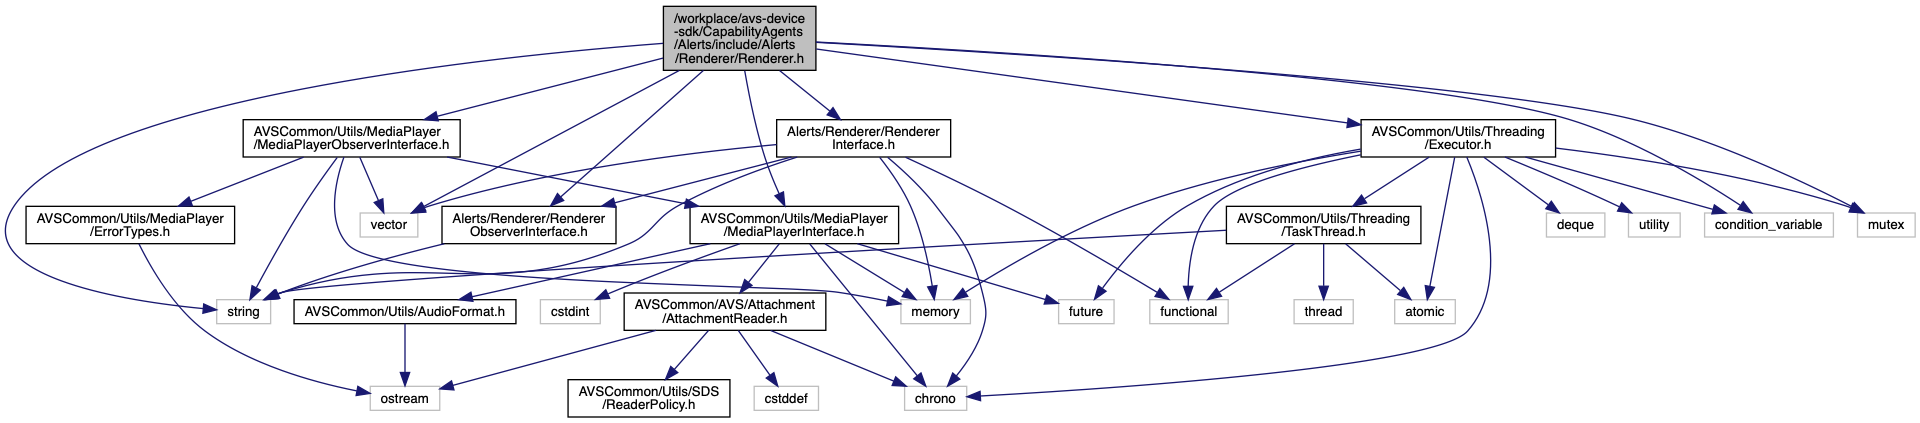 /workplace/avs-device
-sdk/CapabilityAgents
/Alerts/include/Alerts
/Renderer/Renderer.h
AVSCommon/Utils/MediaPlayer
/MediaPlayerObserverInterface.h
Alerts/Renderer/Renderer
Interface.h
AVSCommon/Utils/Threading
/Executor.h
AVSCommon/Utils/MediaPlayer
/ErrorTypes.h
vector
Alerts/Renderer/Renderer
ObserverInterface.h
AVSCommon/Utils/MediaPlayer
/MediaPlayerInterface.h
AVSCommon/Utils/Threading
/TaskThread.h
deque
utility
condition_variable
mutex
string
AVSCommon/Utils/AudioFormat.h
cstdint
AVSCommon/AVS/Attachment
/AttachmentReader.h
memory
future
functional
thread
atomic
ostream
AVSCommon/Utils/SDS
/ReaderPolicy.h
cstddef
chrono